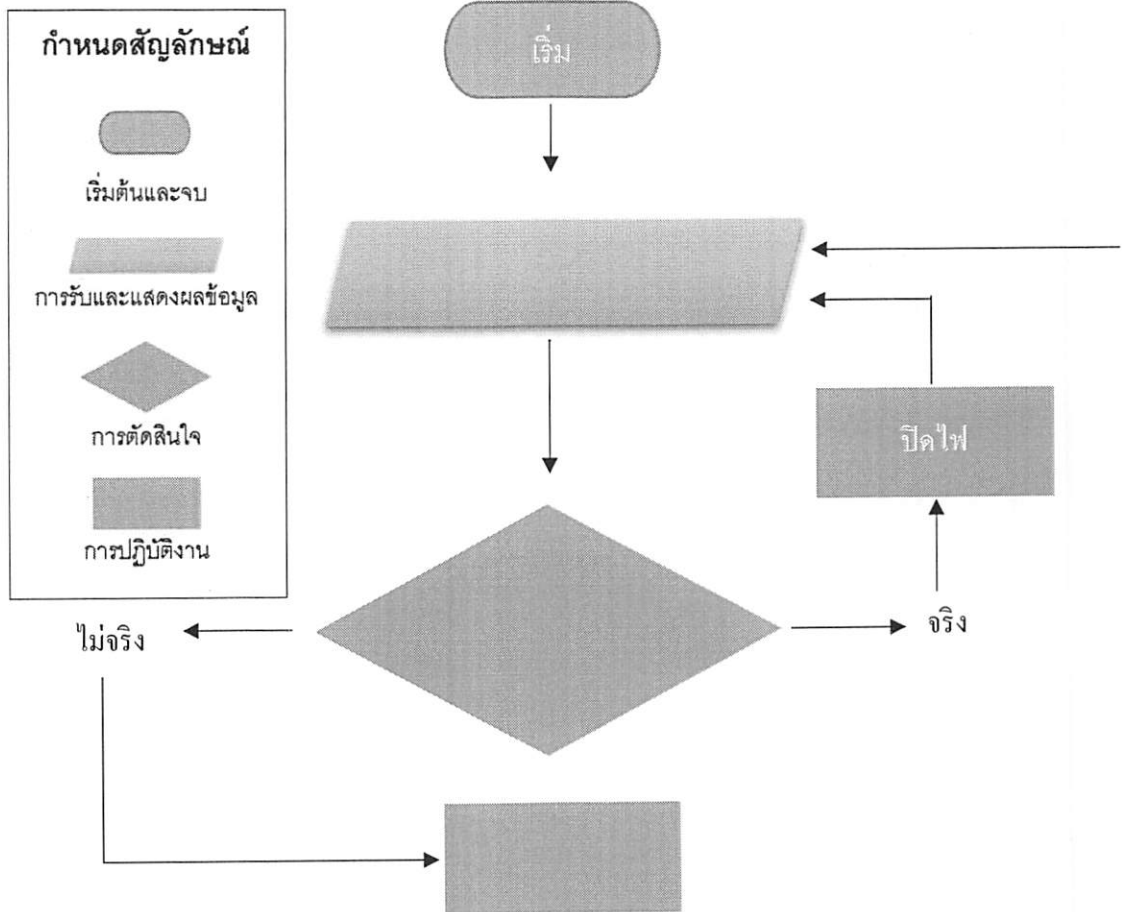 กำหนดสัญลักษณ์
เริ่มต้นและจบ
การรับและแสดงผลข้อมูล
การตัดสินใจ
การปฏิบัติงาน
เริ่ม
ปิดไฟ
จริง
ไม่จริง